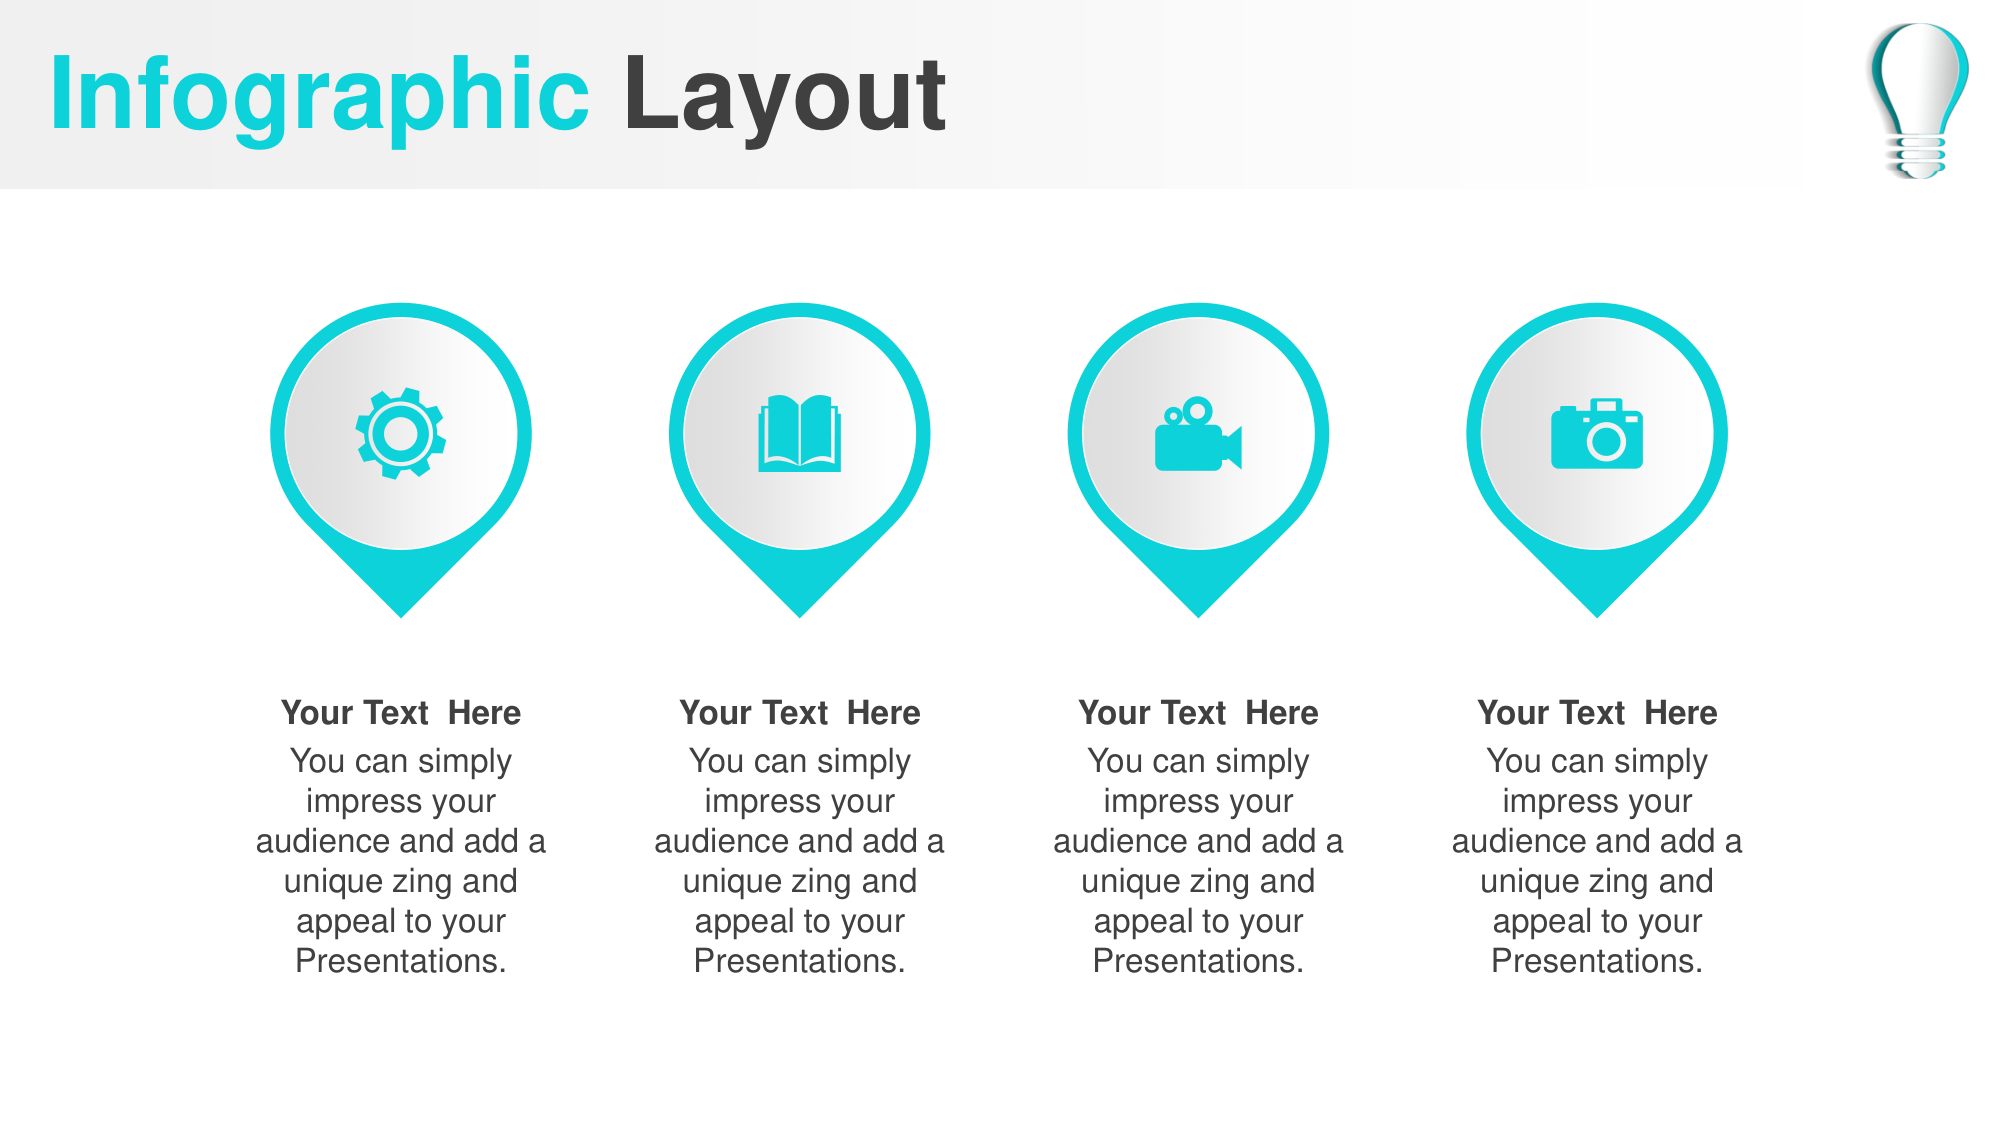 Infographic Layout
Your Text  Here
You can simply
impress your
audience and add a
unique zing and
appeal to your
Presentations.
Your Text  Here
You can simply
impress your
audience and add a
unique zing and
appeal to your
Presentations.
Your Text  Here
You can simply
impress your
audience and add a
unique zing and
appeal to your
Presentations.
Your Text  Here
You can simply
impress your
audience and add a
unique zing and
appeal to your
Presentations.